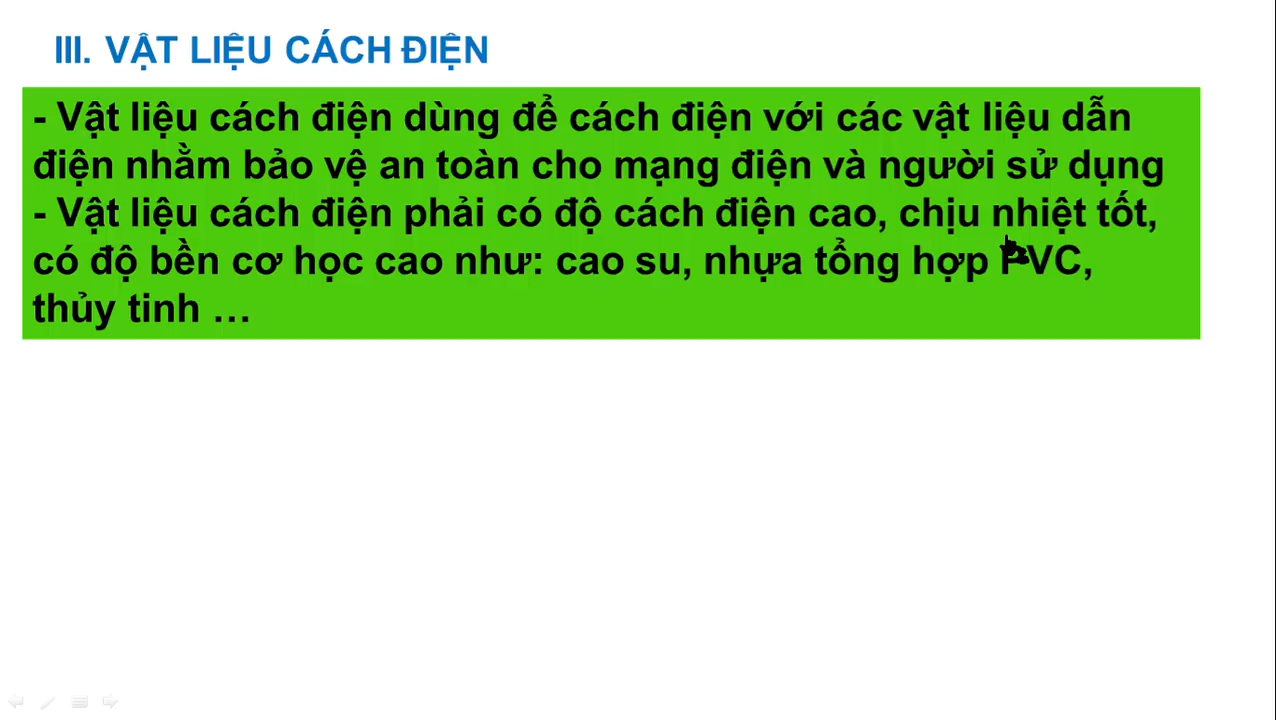 III. VẬT LIỆU CÁCH ĐIỆN
- Vật liệu cách điện dùng để cách điện với các vật liệu dẫn
điện nhằm bảo vệ an toàn cho mạng điện và người sử dụng
- Vật liệu cách điện phải có độ cách điện cao, chịu nhiệt tốt,
có độ bền cơ học cao như: cao su, nhựa tổng hợp PVC,
thủy tinh …